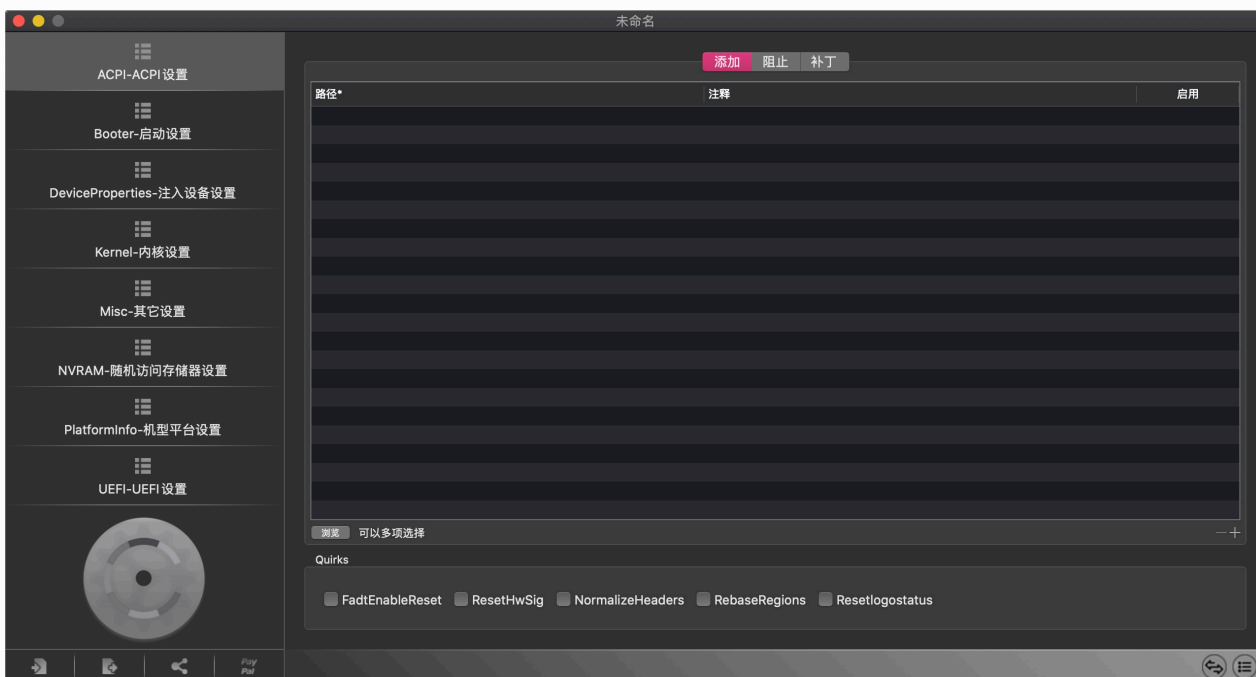 未命名
ACPI-ACPI设置
Booter-启动设置
DeviceProperties-注入设备设置
Kernel-内核设置
Misc-其它设置
NVRAM-随机访问存储器设置
PlatformInfo-机型平台设置
UEFI-UEFI设置
Pay
Pal
添加 阻止 补丁
路径* 注释 启用
浏览 可以多项选择
Quirks
FadtEnableReset ResetHwSig NormalizeHeaders RebaseRegions Resetlogostatus